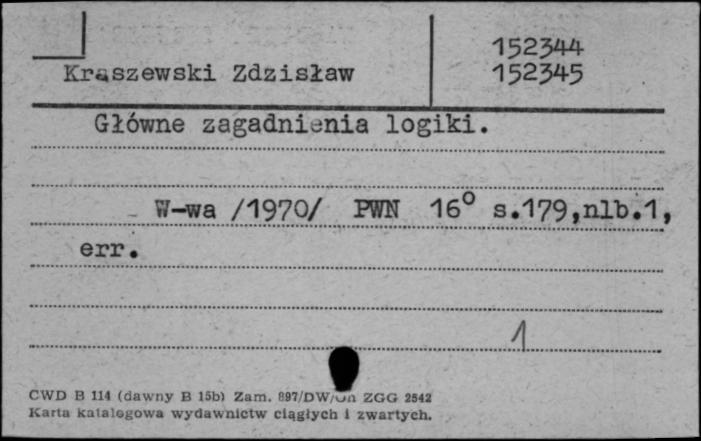 152344
Kraszewski Zdzisław 152345
Główne zagadnienia logiki.
W-wa /1970/ PWN 16° s.179,nlb.1,
err.
1
CWD B 114 (dawny B 15b) Zam. 897/DW/ ZGG 2542
Karta katalogowa wydawnictw ciągłych i zwartych.